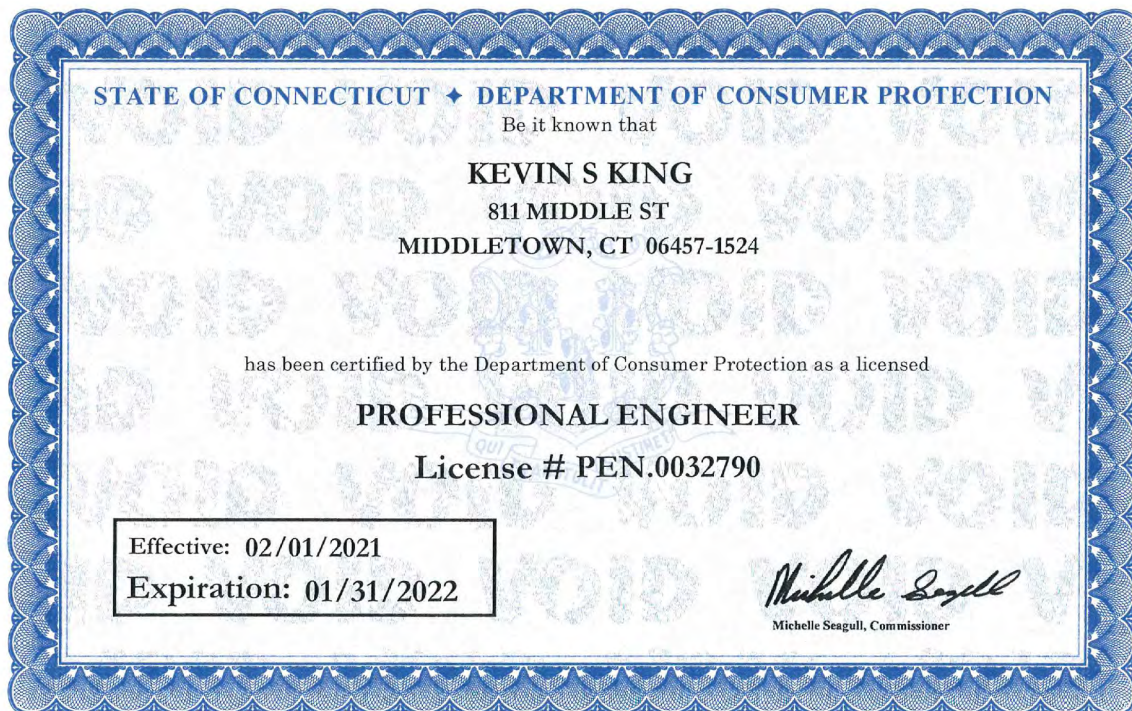 STATE OF CONNECTICUT ✦ DEPARTMENT OF CONSUMER PROTECTION
Be it known that
KEVIN S KING
811 MIDDLE ST
MIDDLETOWN, CT 06457-1524
has been certified by the Department of Consumer Protection as a licensed
PROFESSIONAL ENGINEER
QUI
License # PEN.0032790
Effective: 02/01/2021
Expiration: 01/31/2022
Michelle Seagull
Michelle Seagull, Commissioner